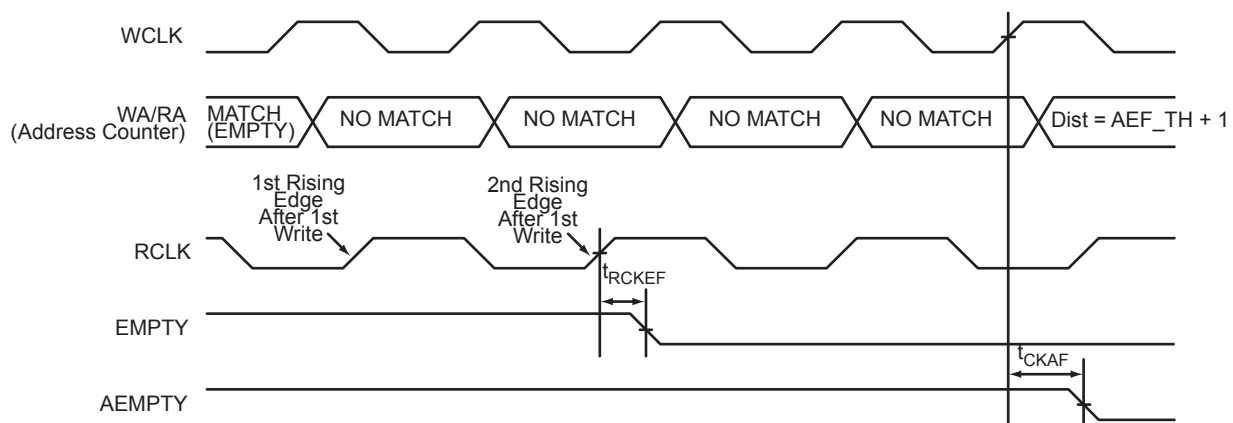 WCLK
WA/RA
(Address Counter)
MATCH
(EMPTY)
NO MATCH
NO MATCH
NO MATCH
NO MATCH
Dist = AEF_TH + 1
1st Rising
Edge
After 1st
Write
2nd Rising
Edge
After 1st
Write
RCLK
tRCKEF
EMPTY
tCKAF
AEMPTY